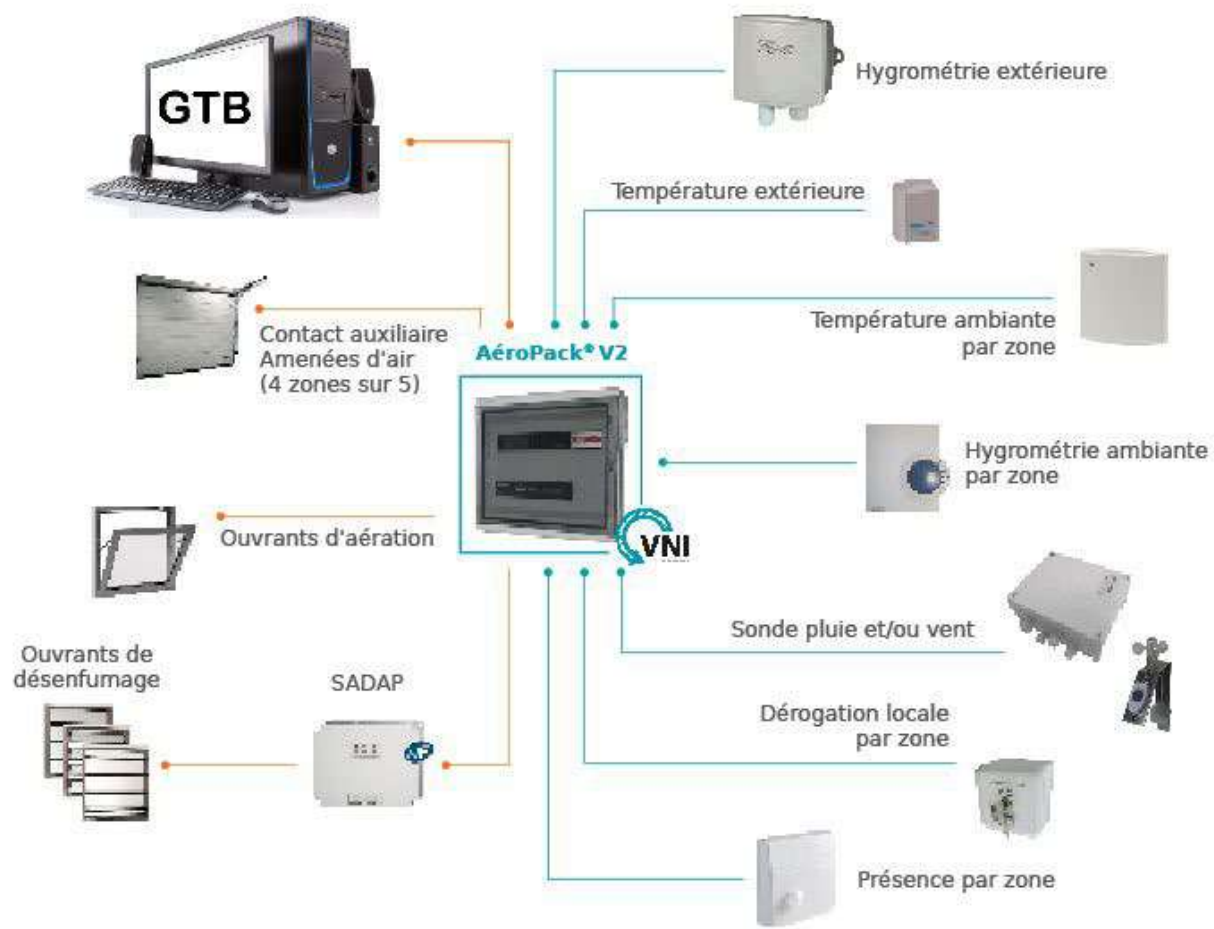 GTB
Hygrométrie extérieure
Température extérieure
Température ambiante
par zone
Contact auxiliaire
Amenées d'air
(4 zones sur 5)
AéroPack® V2
Hygrométrie ambiante
par zone
Ouvrants d'aération
VNI
Sonde pluie et/ou vent
Ouvrants de
désenfumage
SADAP
Dérogation locale
par zone
Présence par zone